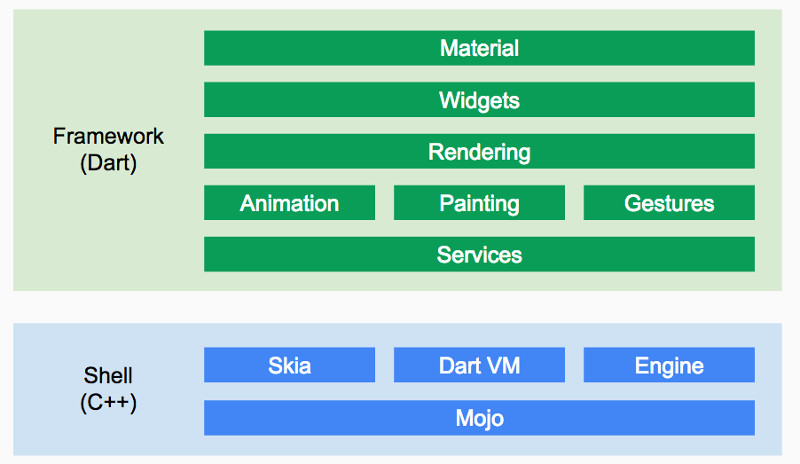 Material
Widgets
Framework
(Dart)
Rendering
Animation Painting Gestures
Services
Shell
(C++)
Skia Dart VM Engine
Mojo